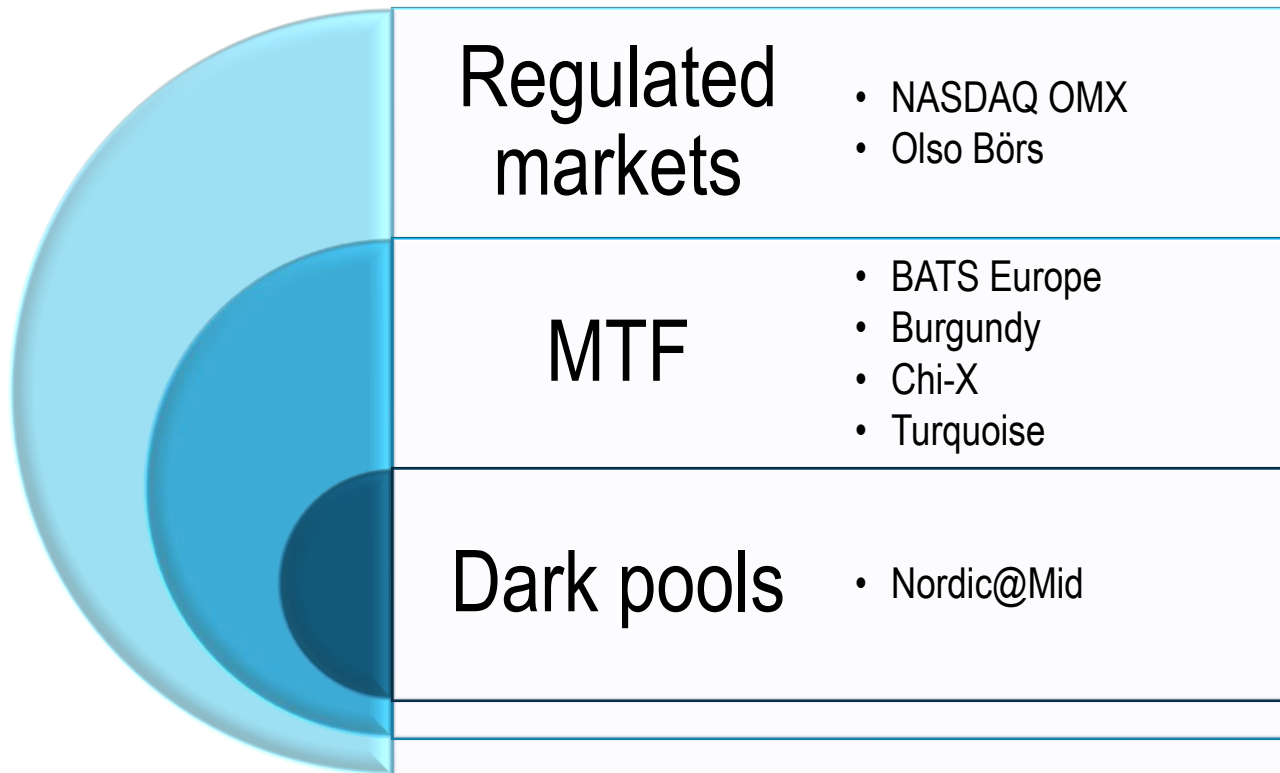 Regulated
markets
• NASDAQ OMX
• Olso Börs
MTF
• BATS Europe
• Burgundy
• Chi-X
• Turquoise
Dark pools
• Nordic@Mid